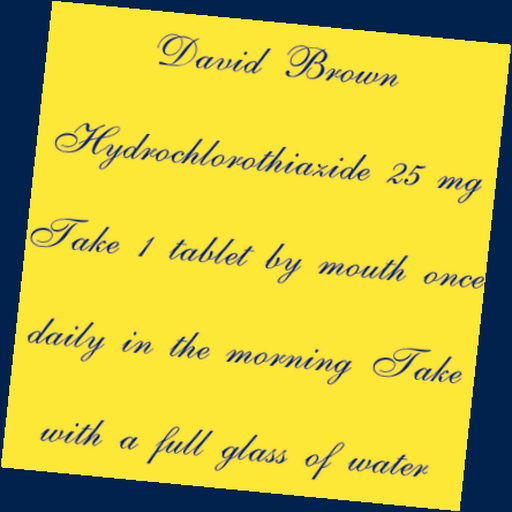 David Brown
Hydrochlorothiazide 25 mg
Take 1 tablet by mouth once
daily in the morning Take
with a full glass of water